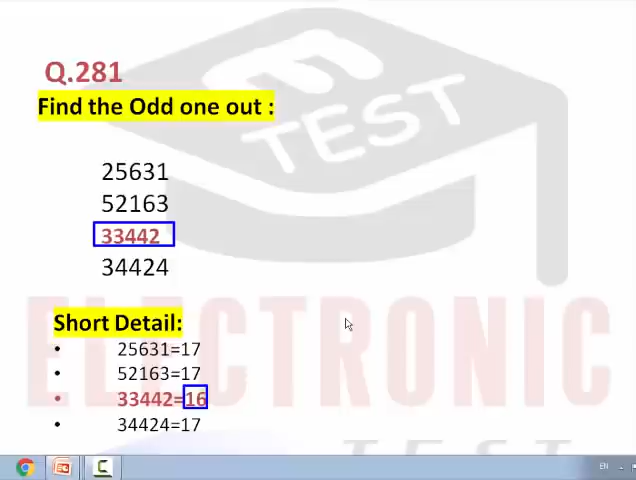 Q.281
Find the Odd one out :
25631
52163
33442
34424
Short Detail:
• 25631=17
• 52163=17
• 33442=16
• 34424=17
E TEST
ELECTRONIC
TEST
EN